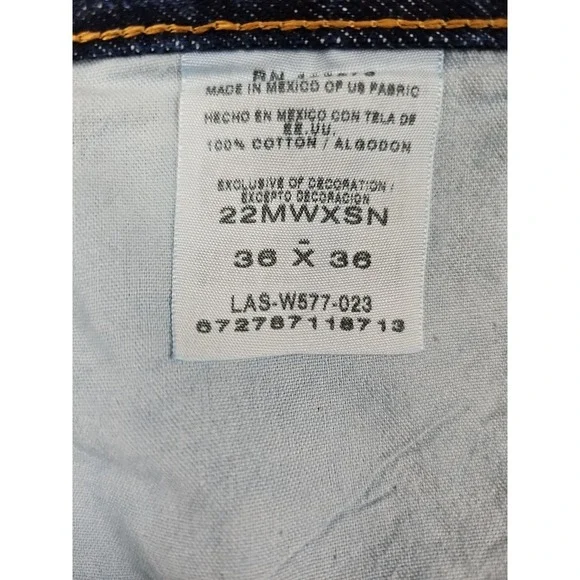 RN
MADE IN MEXICO OF US FABRIC
HECHO EN MEXICO CON TELA DE
EE.UU.
100% COTTON / ALGODON
EXCLUSIVE OF DECORATION /
EXCEPTO DECORACION
22MWXSN
36 X 36
LAS-W577-023
672787118713